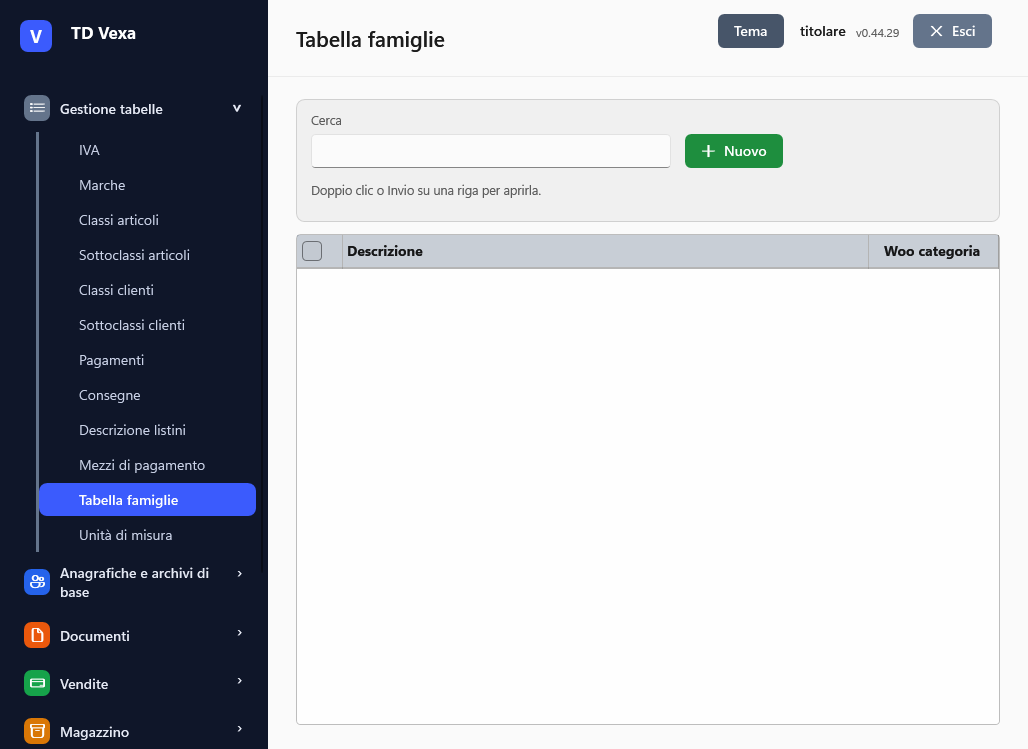 V
TD Vexa
Gestione tabelle
IVA
Marche
Classi articoli
Sottoclassi articoli
Classi clienti
Sottoclassi clienti
Pagamenti
Consegne
Descrizione listini
Mezzi di pagamento
Tabella famiglie
Unità di misura
Anagrafiche e archivi di
base
Documenti
Vendite
Magazzino
Tabella famiglie
Tema
titolare
v0.44.29
Esci
Cerca
Nuovo
Doppio clic o Invio su una riga per aprirla.
Descrizione
Woo categoria